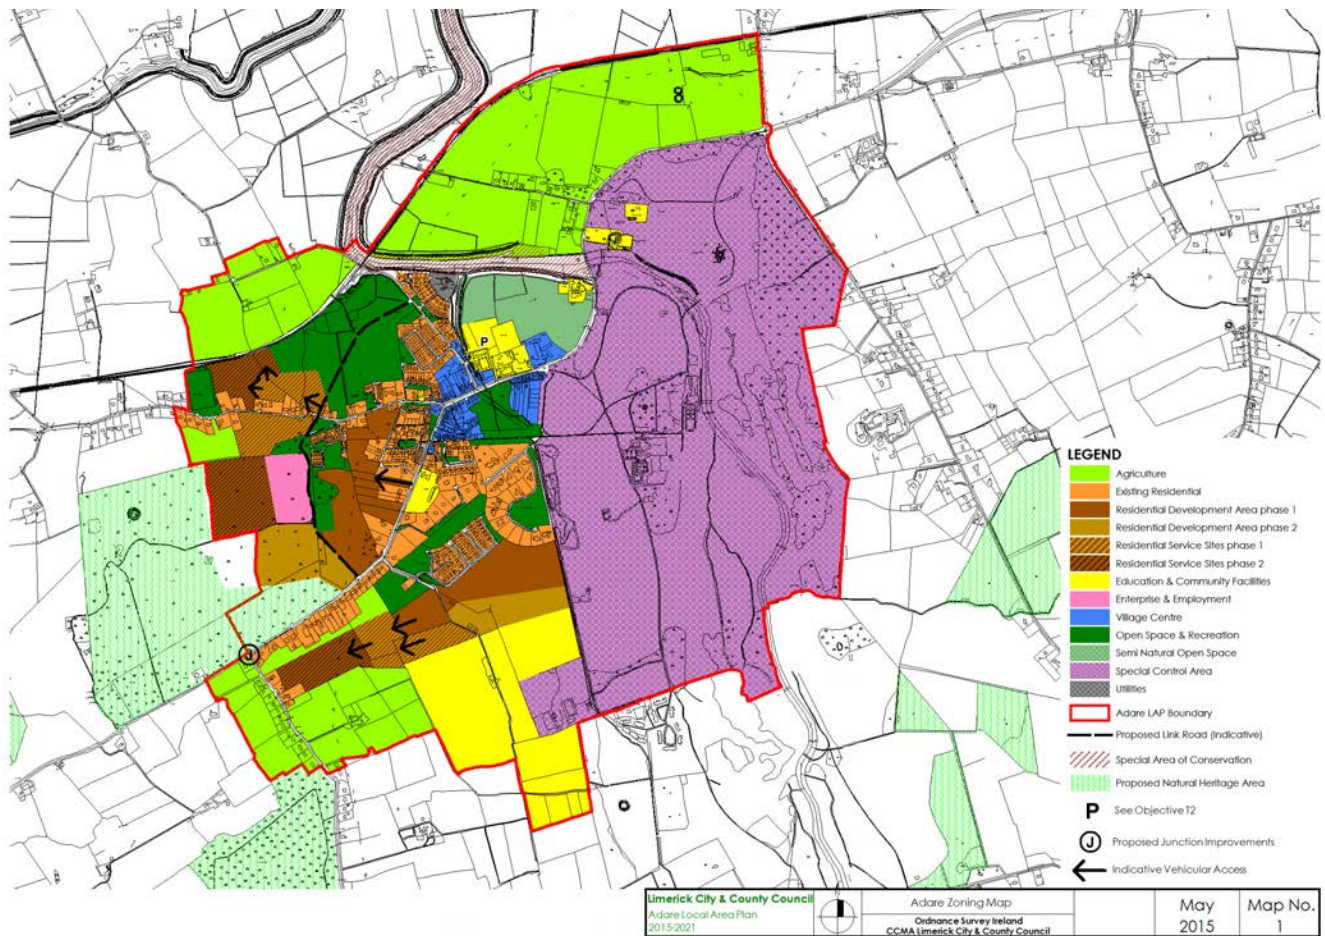 P
J
LEGEND
Agriculture
Existing Residential
Residential Development Area phase 1
Residential Development Area phase 2
Residential Service Sites phase 1
Residential Service Sites phase 2
Education & Community Facilities
Enterprise & Employment
Village Centre
Open Space & Recreation
Semi Natural Open Space
Special Control Area
Utilities
Adare LAP Boundary
Proposed Link Road (Indicative)
Special Area of Conservation
Proposed Natural Heritage Area
P See Objective T2
J Proposed Junction Improvements
Indicative Vehicular Access
Limerick City & County Council
Adare Local Area Plan
2015-2021
Adare Zoning Map
Ordnance Survey Ireland
CCMA Limerick City & County Council
May
2015
Map No.
1